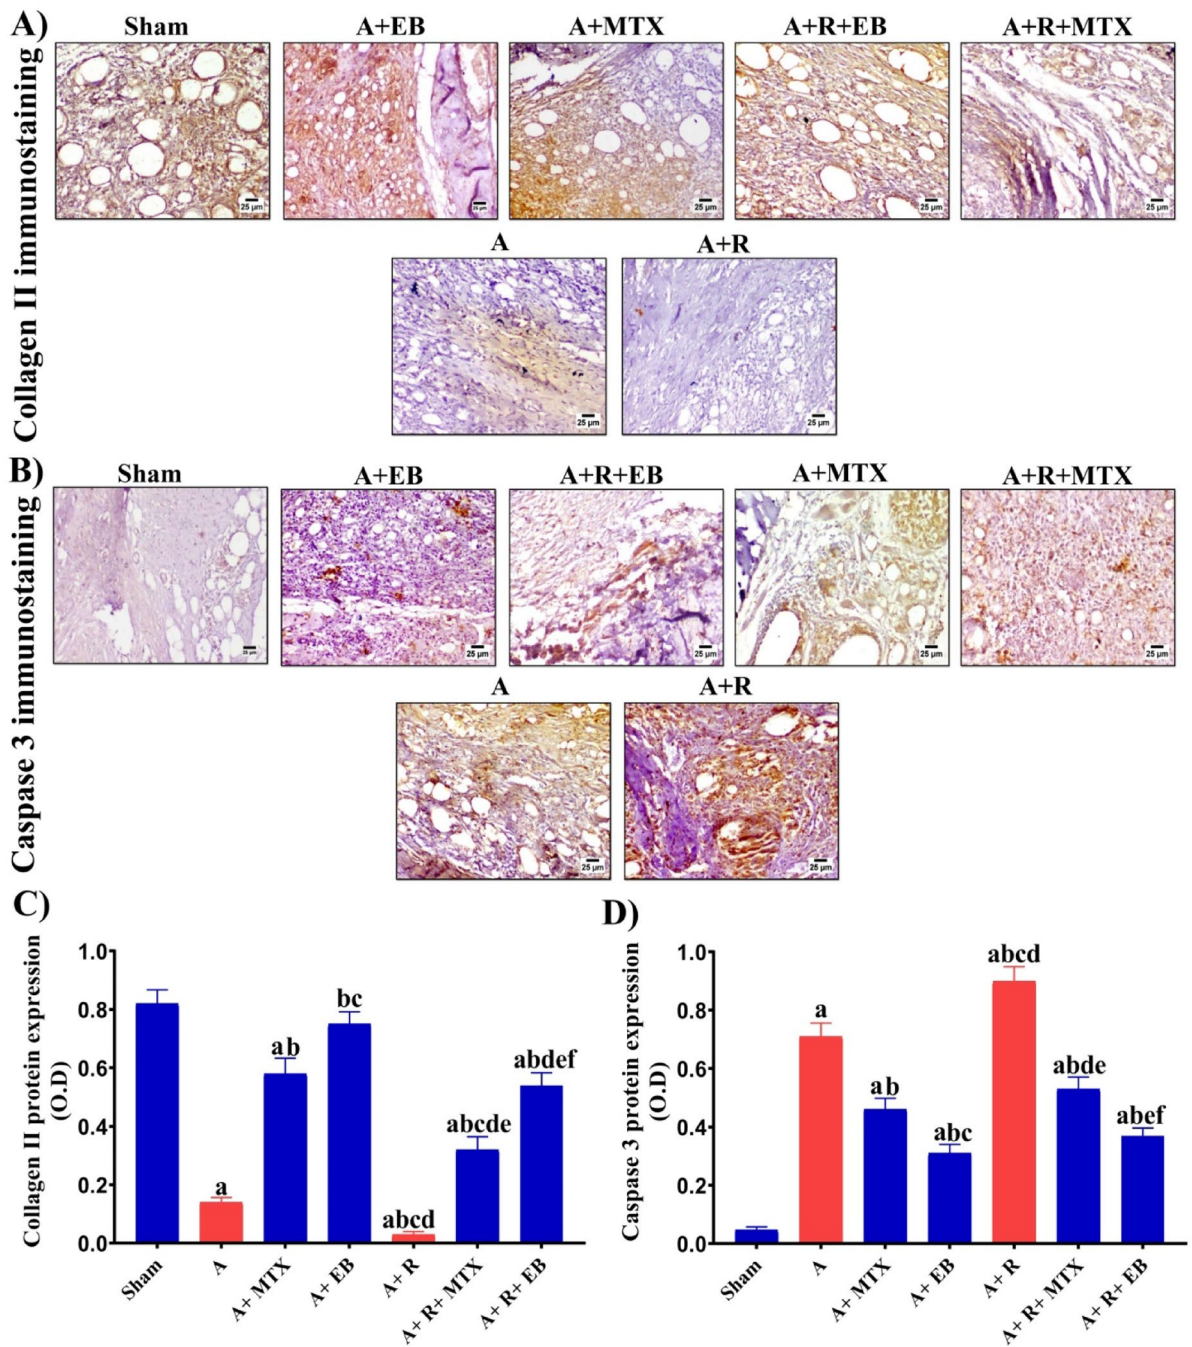 A)
Collagen II immunostaining
Sham
A+EB
A+MTX
A+R+EB
A+R+MTX
25 µm
25 µm
25 µm
25 µm
25 µm
A
A+R
25 µm
25 µm
B)
Caspase 3 immunostaining
Sham
A+EB
A+R+EB
A+MTX
A+R+MTX
25 µm
25 µm
25 µm
25 µm
25 µm
A
A+R
25 µm
25 µm
C)
Collagen II protein expression
(O.D)
1.0
0.8
0.6
0.4
0.2
0.0
a
ab
bc
abcd
abcde
abdef
Sham
A
A+ MTX
A+ EB
A+ R
A+ R+ MTX
A+ R+ EB
D)
Caspase 3 protein expression
(O.D)
1.0
0.8
0.6
0.4
0.2
0.0
a
ab
abc
abcd
abde
abef
Sham
A
A+ MTX
A+ EB
A+ R
A+ R+ MTX
A+ R+ EB